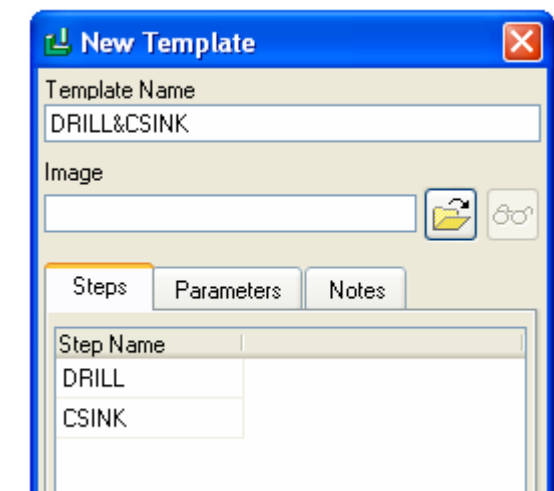 New Template
Template Name
DRILL&CSINK
Image
Steps Parameters Notes
Step Name
DRILL
CSINK